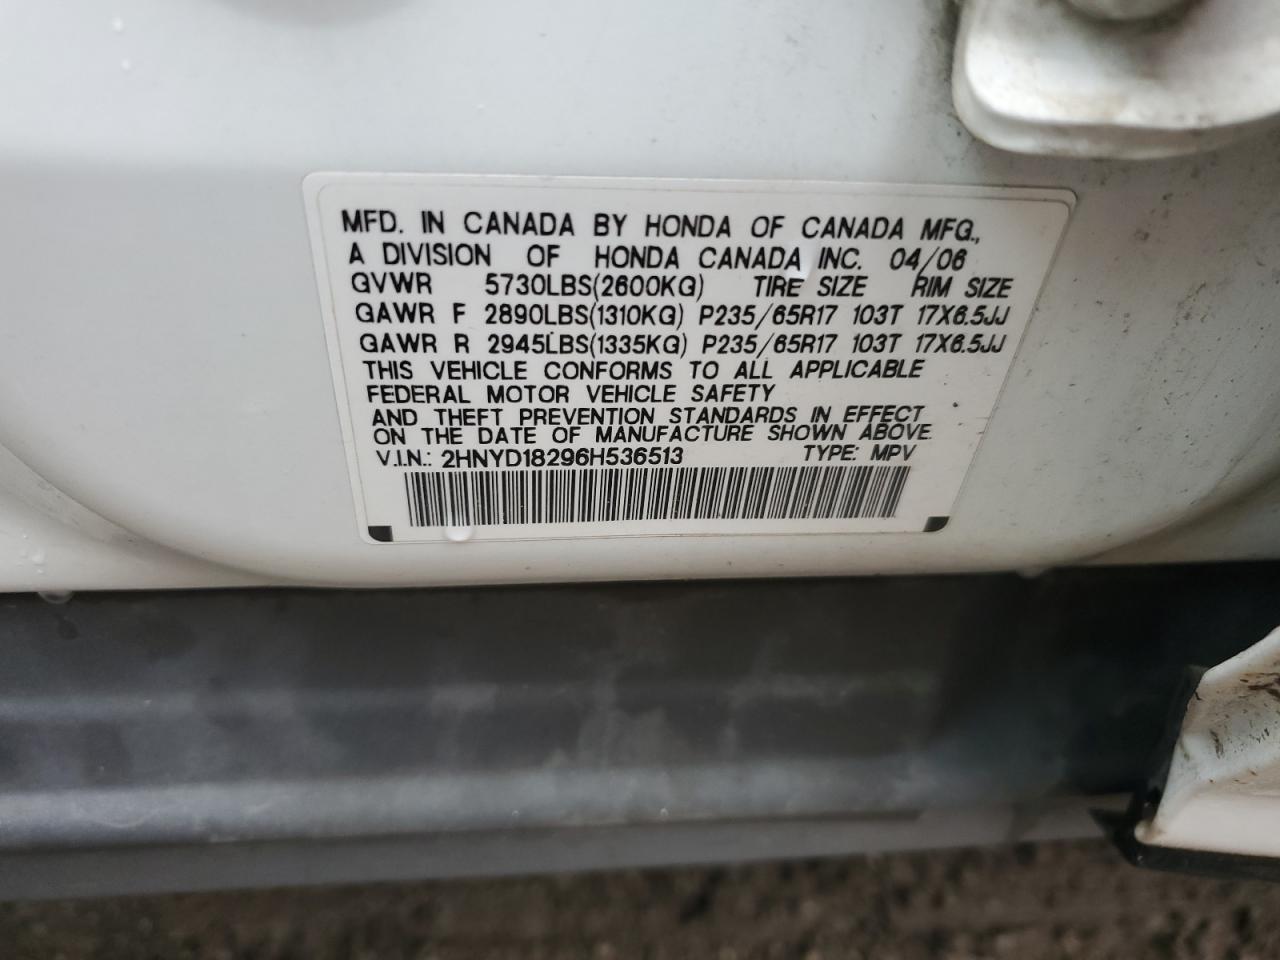 MFD. IN CANADA BY HONDA OF CANADA MFG.,
A DIVISION OF HONDA CANADA INC. 04/06
GVWR 5730LBS(2600KG) TIRE SIZE RIM SIZE
GAWR F 2890LBS(1310KG) P235/65R17 103T 17X6.5JJ
GAWR R 2945LBS(1335KG) P235/65R17 103T 17X6.5JJ
THIS VEHICLE CONFORMS TO ALL APPLICABLE
FEDERAL MOTOR VEHICLE SAFETY
AND THEFT PREVENTION STANDARDS IN EFFECT
ON THE DATE OF MANUFACTURE SHOWN ABOVE.
V.I.N.: 2HNYD18296H536513 TYPE: MPV